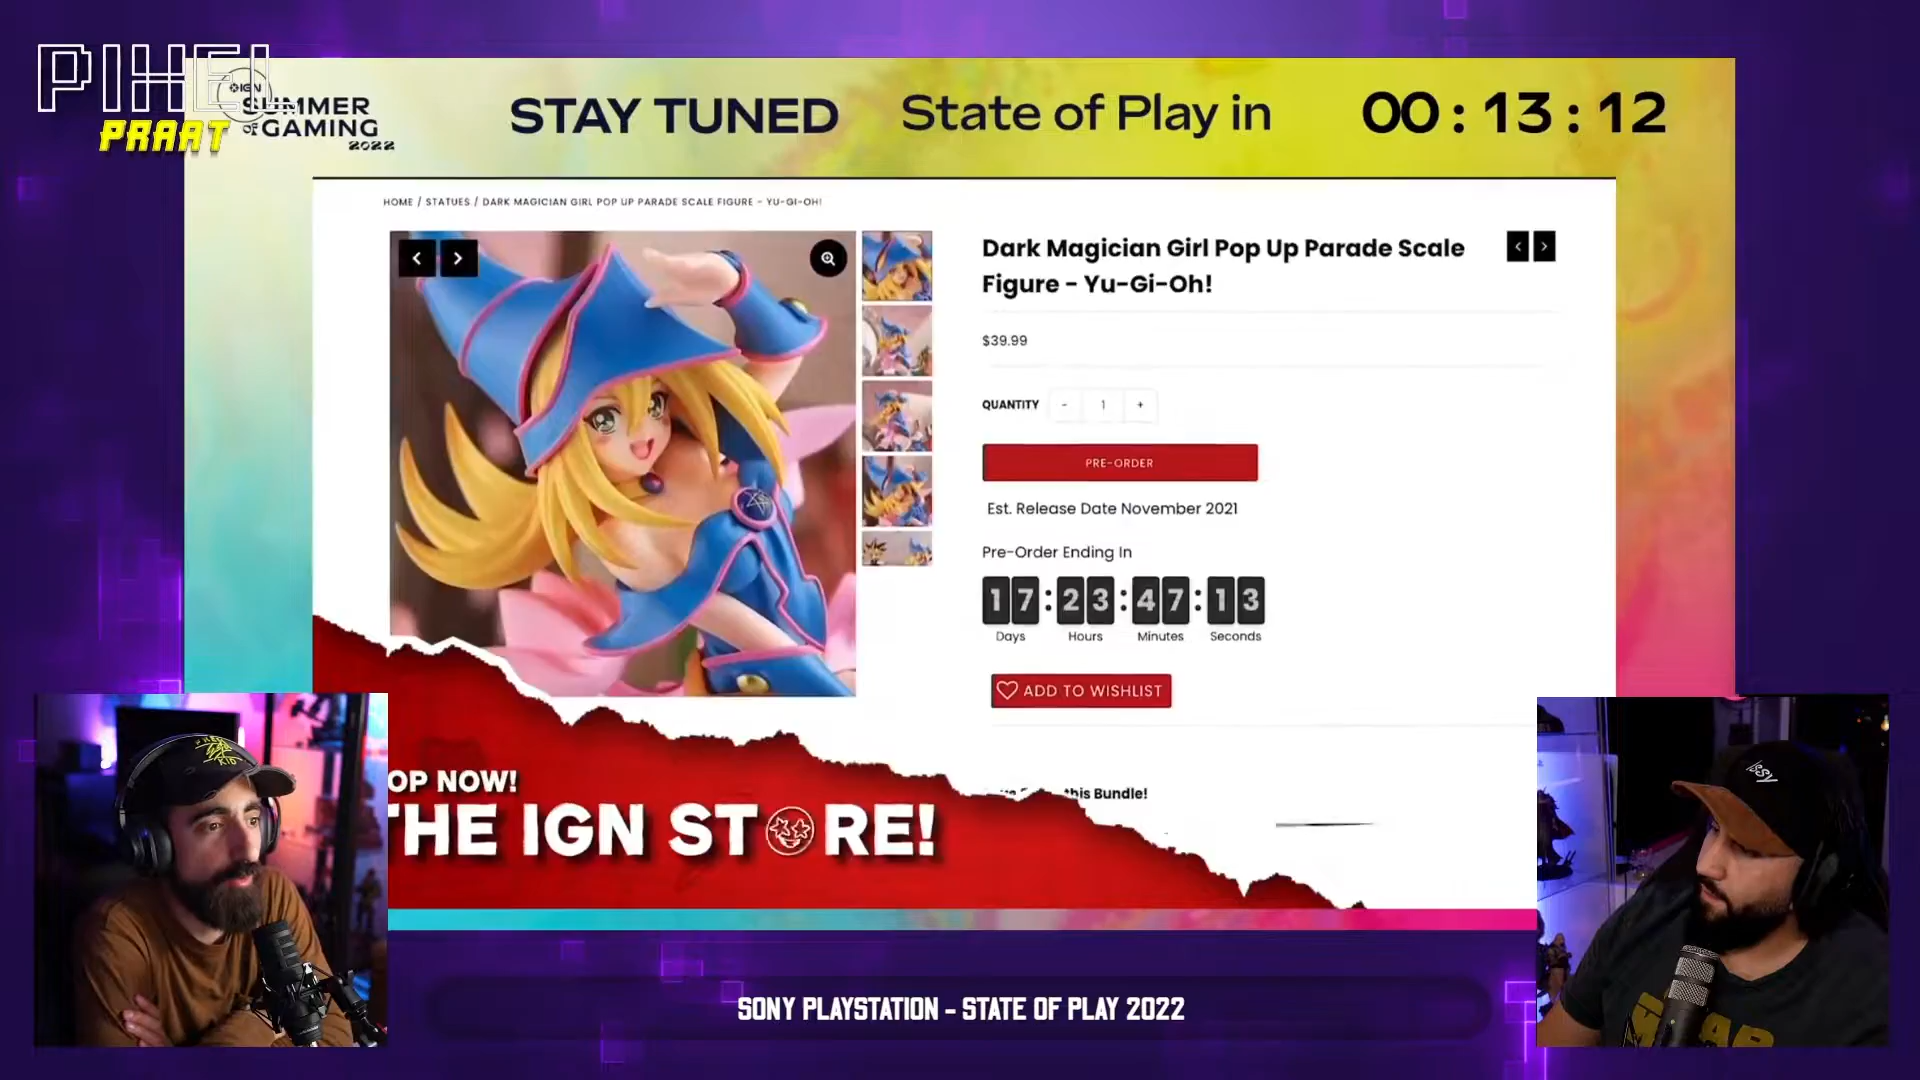 PIXEL
PRAAT
IGN
SUMMER
OF GAMING
2022
STAY TUNED
State of Play in
00 : 13 : 12
HOME / STATUES / DARK MAGICIAN GIRL POP UP PARADE SCALE FIGURE - YU-GI-OH!
Dark Magician Girl Pop Up Parade Scale
Figure - Yu-Gi-Oh!
$39.99
QUANTITY - 1 +
PRE-ORDER
Est. Release Date November 2021
Pre-Order Ending In
17 : 23 : 47 : 13
Days Hours Minutes Seconds
ADD TO WISHLIST
this Bundle!
OP NOW!
THE IGN STORE!
Issy
SONY PLAYSTATION - STATE OF PLAY 2022